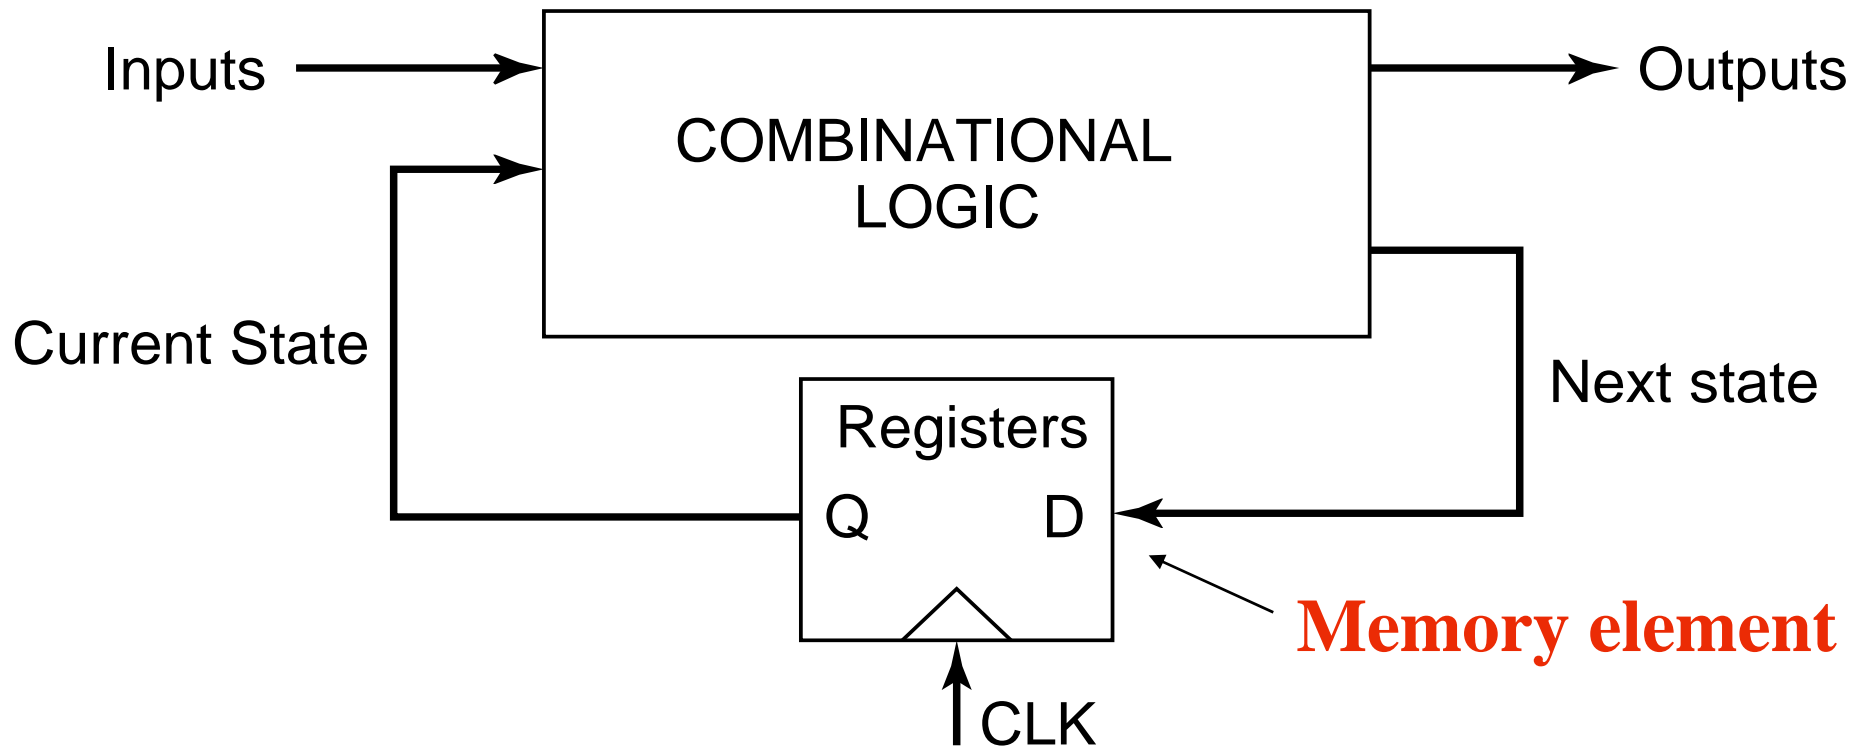 Inputs
Outputs
COMBINATIONAL
LOGIC
Current State
Next state
Registers
Q
D
Memory element
CLK